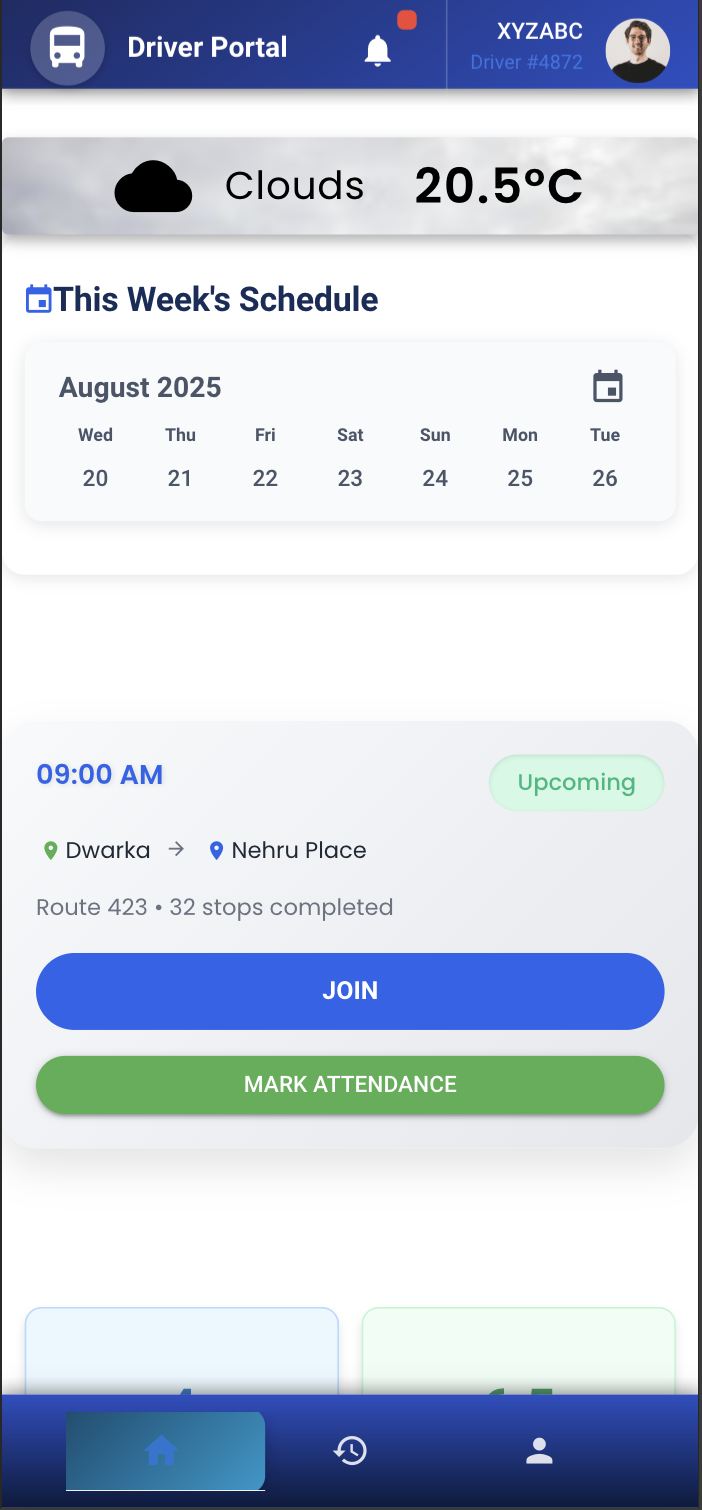 Driver Portal
XYZABC
Driver #4872
Clouds 20.5°C
This Week's Schedule
August 2025
Wed Thu Fri Sat Sun Mon Tue
20 21 22 23 24 25 26
09:00 AM
Upcoming
Dwarka → Nehru Place
Route 423 • 32 stops completed
JOIN
MARK ATTENDANCE